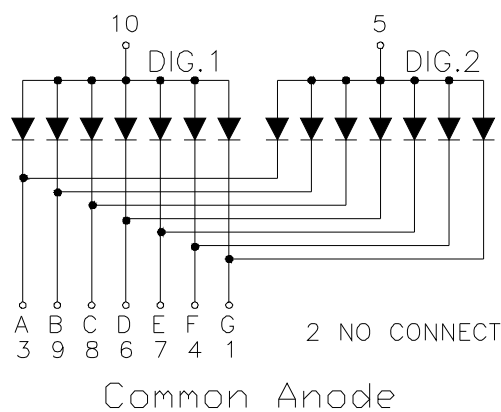 10 5
DIG.1 DIG.2
A B C D E F G
3 9 8 6 7 4 1
2 NO CONNECT
Common Anode